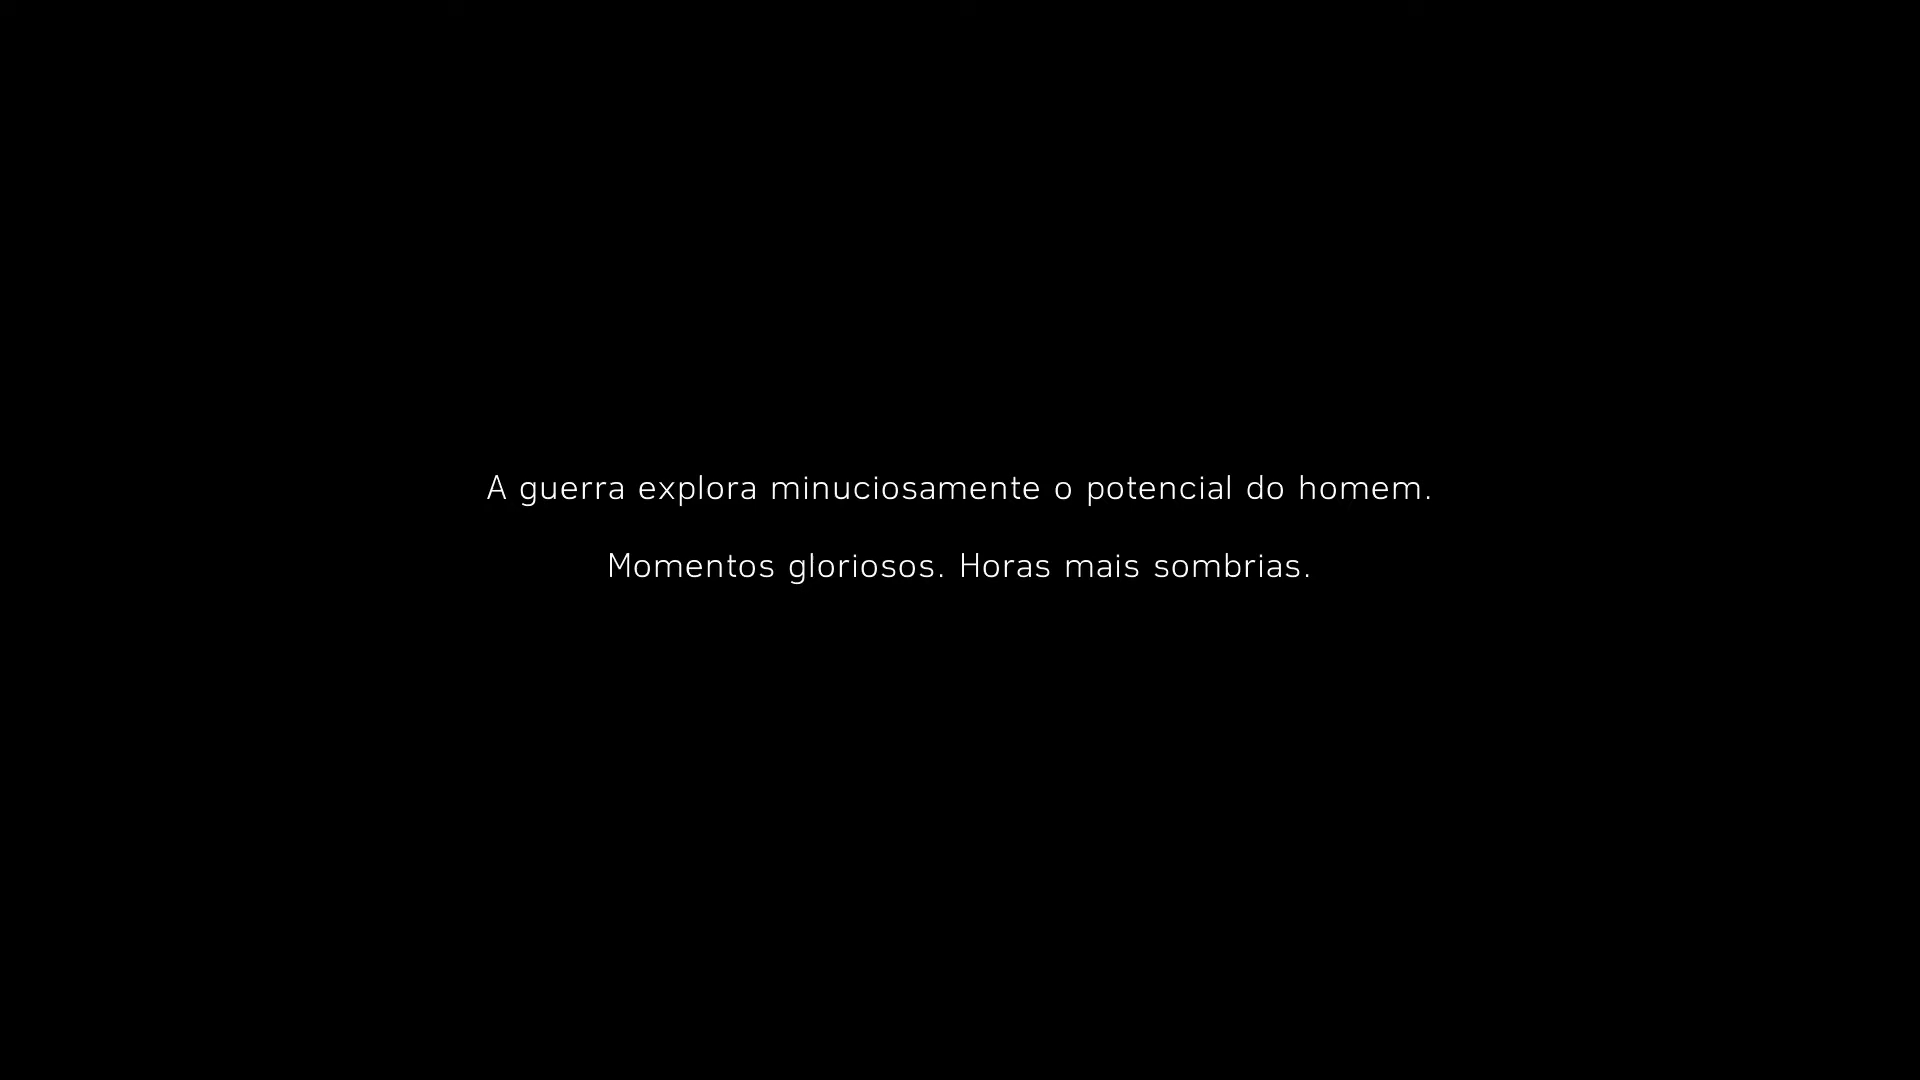 A guerra explora minuciosamente o potencial do homem.
Momentos gloriosos. Horas mais sombrias.